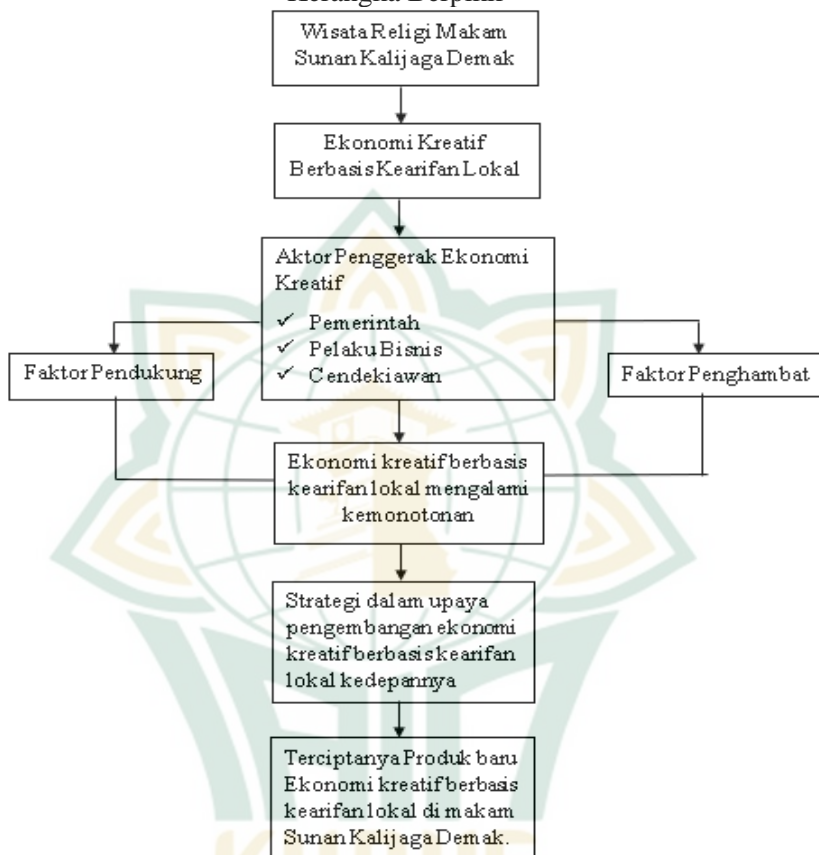 Kerangka Berpikir
Wisata Religi Makam
Sunan Kalijaga Demak
Ekonomi Kreatif
Berbasis Kearifan Lokal
Aktor Penggerak Ekonomi
Kreatif
✓ Pemerintah
✓ Pelaku Bisnis
✓ Cendekiawan
Faktor Pendukung
Faktor Penghambat
Ekonomi kreatif berbasis
kearifan lokal mengalami
kemonotonan
Strategi dalam upaya
pengembangan ekonomi
kreatif berbasis kearifan
lokal kedepannya
Terciptanya Produk baru
Ekonomi kreatif berbasis
kearifan lokal di makam
Sunan Kalijaga Demak.